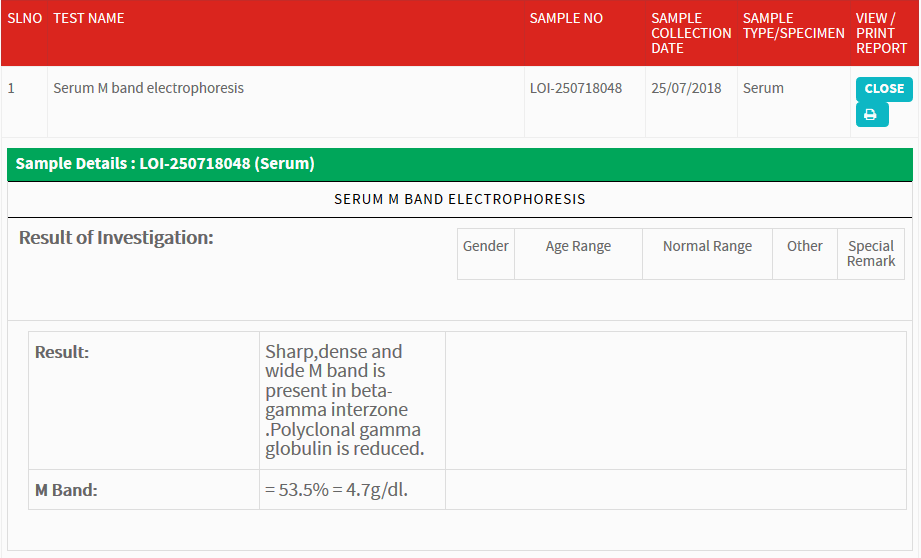 SLNO TEST NAME SAMPLE NO SAMPLE COLLECTION DATE SAMPLE TYPE/SPECIMEN VIEW / PRINT REPORT
1 Serum M band electrophoresis LOI-250718048 25/07/2018 Serum CLOSE
Sample Details : LOI-250718048 (Serum)
SERUM M BAND ELECTROPHORESIS
Result of Investigation:
Gender Age Range Normal Range Other Special Remark
Result:
Sharp,dense and
wide M band is
present in beta-
gamma interzone
.Polyclonal gamma
globulin is reduced.
M Band: = 53.5% = 4.7g/dl.